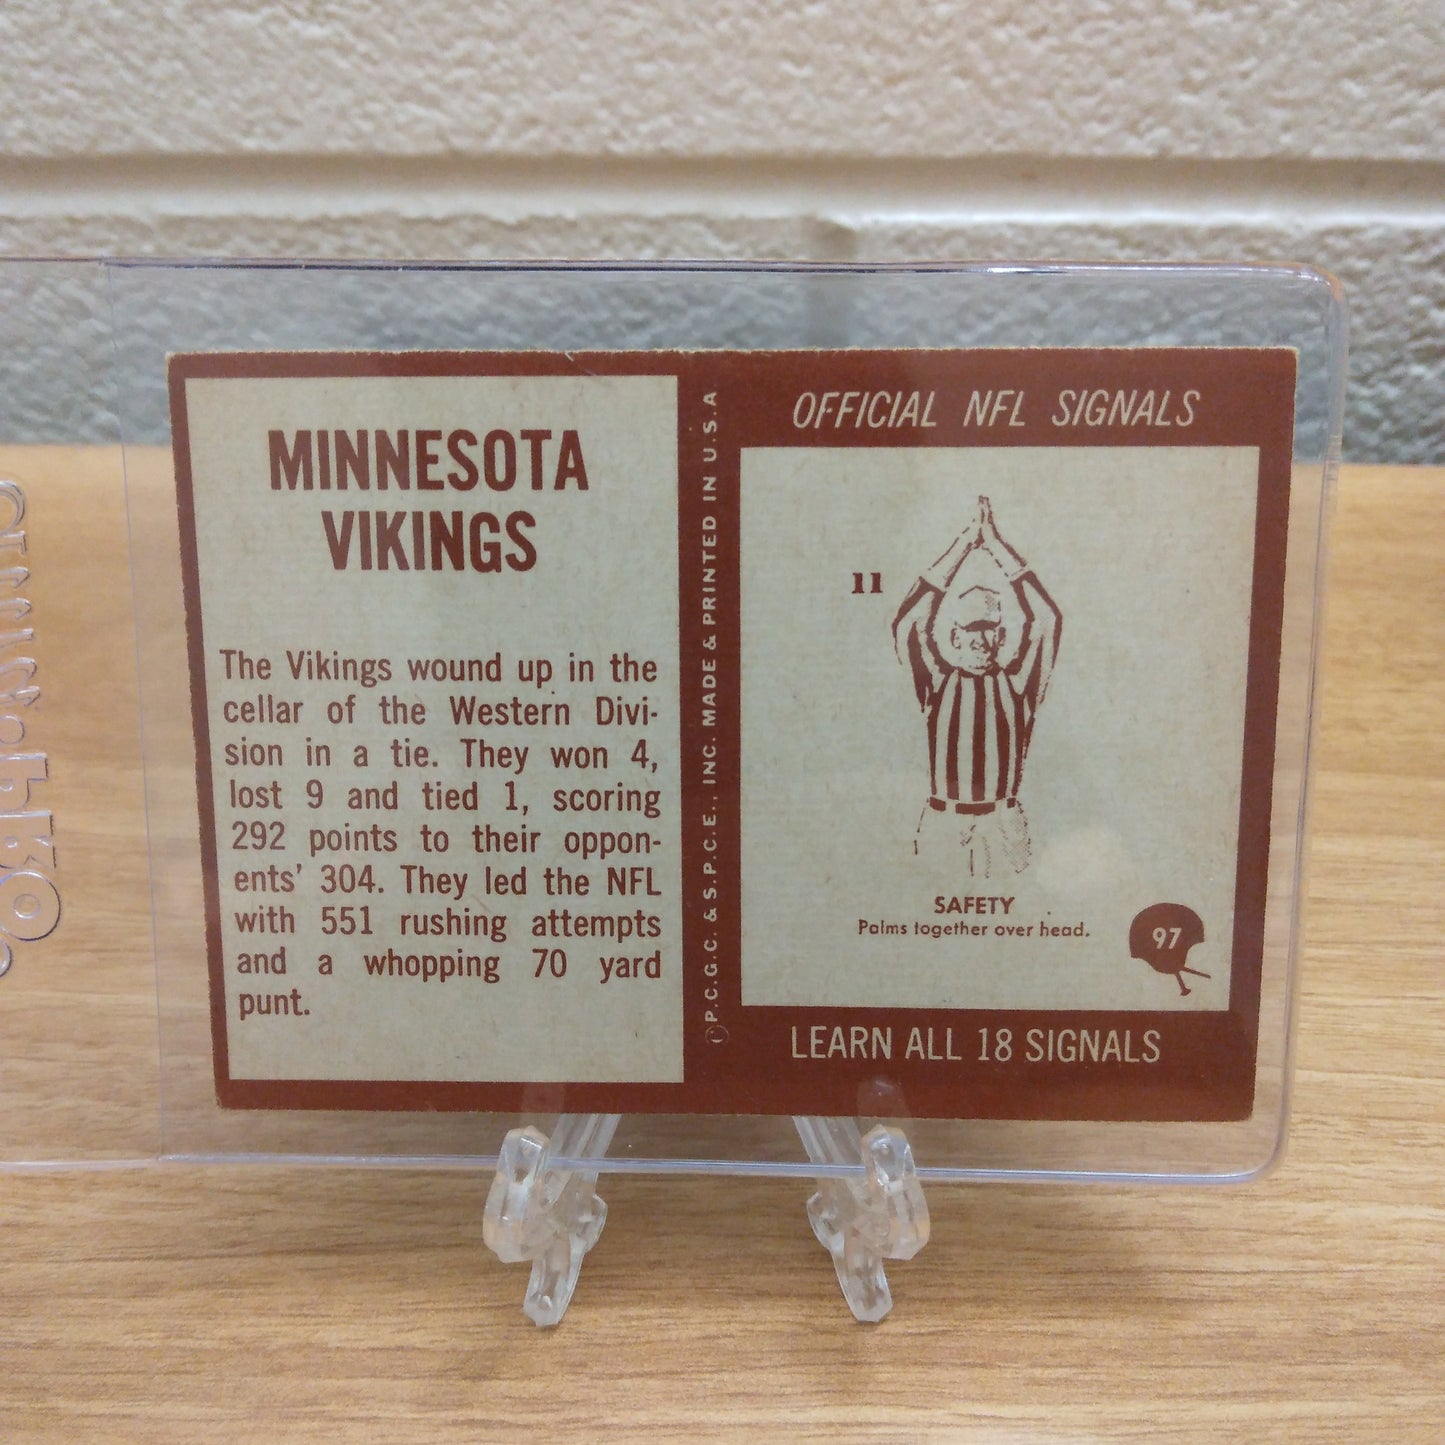 MINNESOTA
VIKINGS
The Vikings wound up in the
cellar of the Western Divi-
sion in a tie. They won 4,
lost 9 and tied 1, scoring
292 points to their oppon-
ents' 304. They led the NFL
with 551 rushing attempts
and a whopping 70 yard
punt.
P.C.G.C. & S.P.C.E., INC. MADE & PRINTED IN U.S.A
OFFICIAL NFL SIGNALS
11
SAFETY
Palms together over head.
97
LEARN ALL 18 SIGNALS